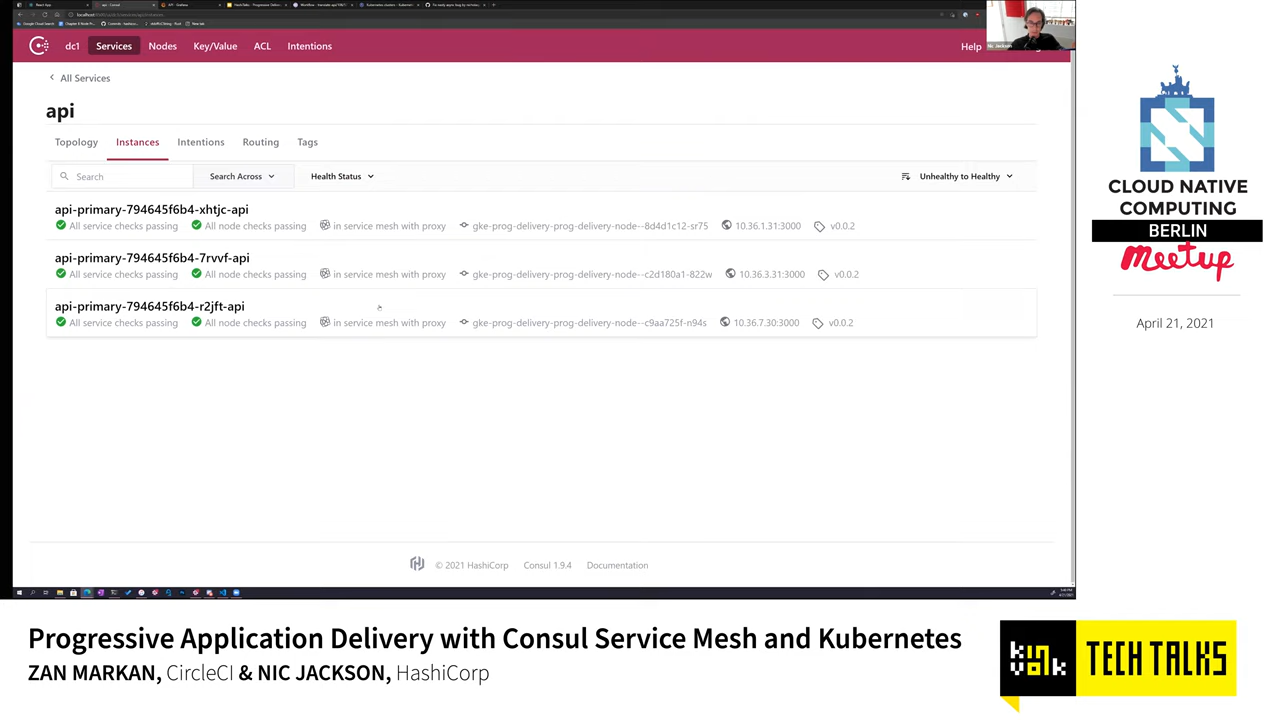 dc1 Services Nodes Key/Value ACL Intentions Help
Nic Jackson
All Services
api
Topology Instances Intentions Routing Tags
Search Search Across Health Status Unhealthy to Healthy
api-primary-794645f6b4-xhtjc-api
All service checks passing All node checks passing in service mesh with proxy gke-prog-delivery-prog-delivery-node--8d4d1c12-sr75 10.36.1.31:3000 v0.0.2
api-primary-794645f6b4-7rvvf-api
All service checks passing All node checks passing in service mesh with proxy gke-prog-delivery-prog-delivery-node--c2d180a1-822w 10.36.3.31:3000 v0.0.2
api-primary-794645f6b4-r2jft-api
All service checks passing All node checks passing in service mesh with proxy gke-prog-delivery-prog-delivery-node--c9aa725f-n94s 10.36.7.30:3000 v0.0.2
© 2021 HashiCorp Consul 1.9.4 Documentation
CLOUD NATIVE
COMPUTING
BERLIN
Meetup
April 21, 2021
Progressive Application Delivery with Consul Service Mesh and Kubernetes
ZAN MARKAN, CircleCI & NIC JACKSON, HashiCorp
kinvolk
TECH TALKS